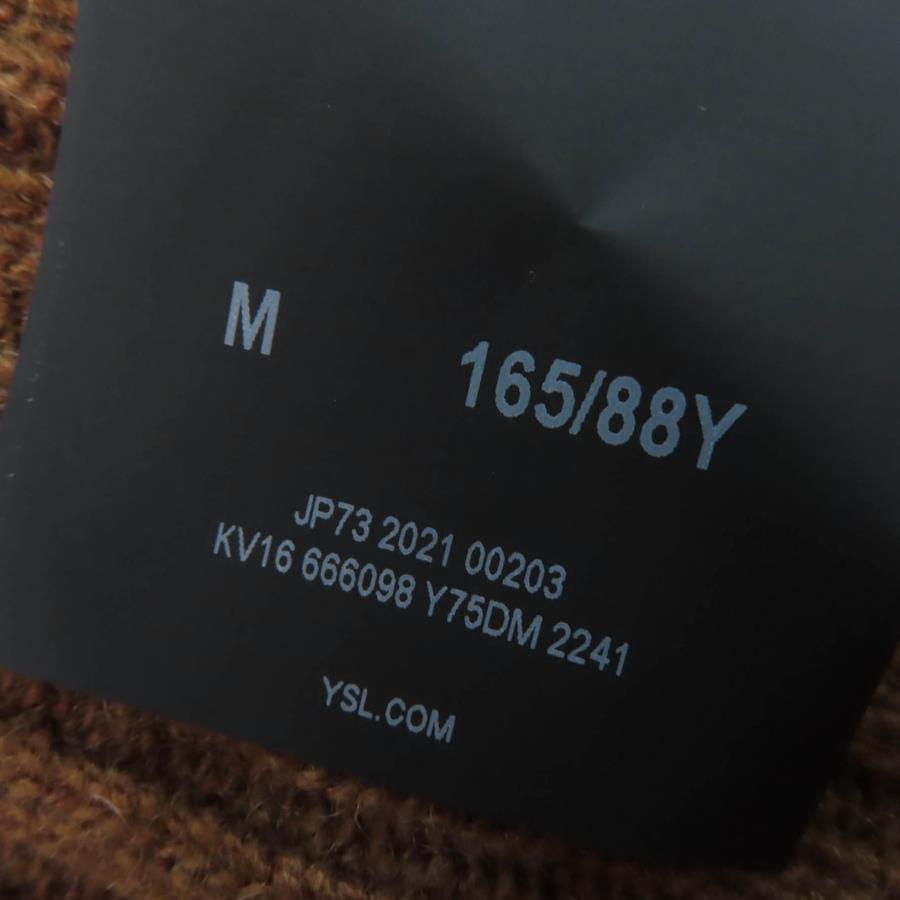 M 165/88Y
JP73 2021 00203
KV16 666098 Y75DM 2241
YSL.COM